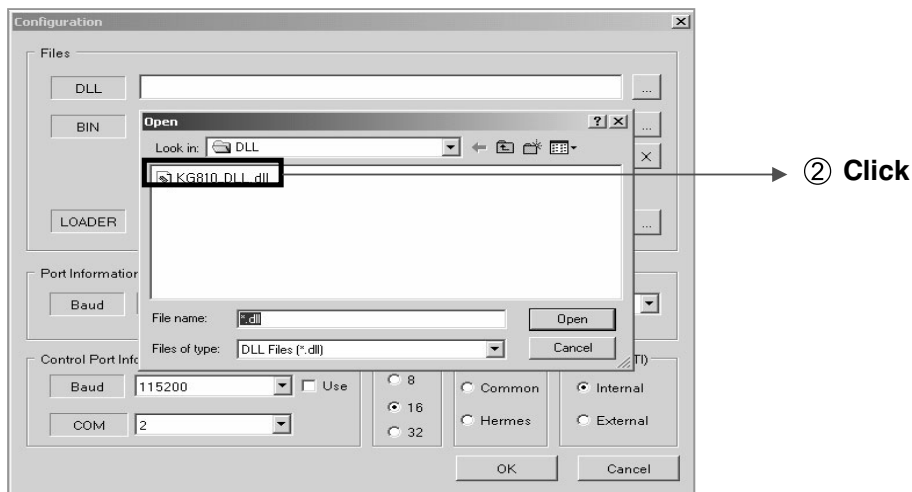 Configuration
Files
DLL
...
BIN
...
Open
Look in: DLL
KG810_DLL.dll
② Click
LOADER
...
File name: *.dll
Open
Files of type: DLL Files (*.dll)
Cancel
Port Information
Baud
Control Port Info
TI)
Baud 115200 Use
COM 2
8
16
32
Common
Hermes
Internal
External
OK Cancel